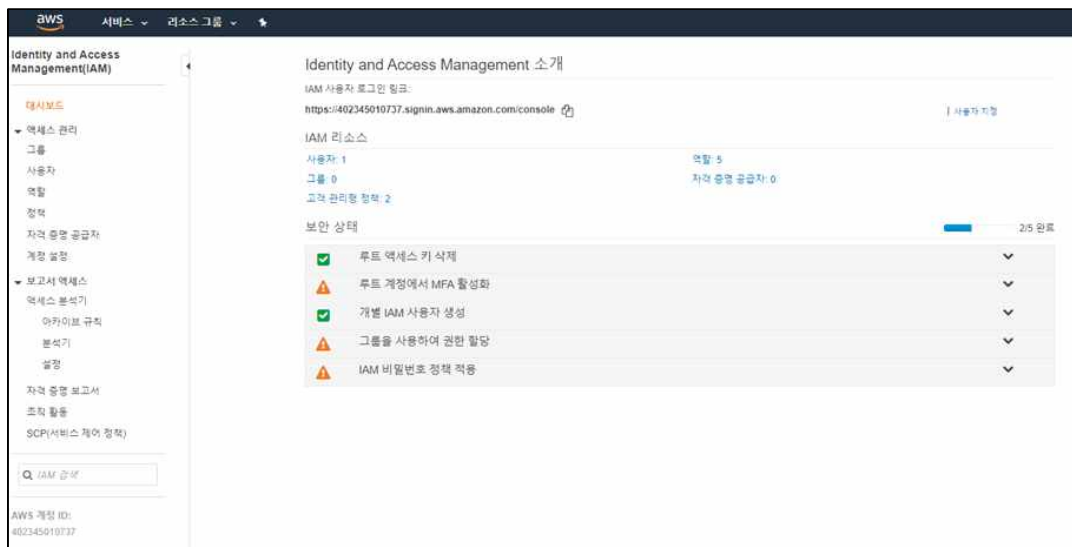 aws 서비스 리소스 그룹
Identity and Access
Management(IAM)
대시보드
액세스 관리
그룹
사용자
역할
정책
자격 증명 공급자
계정 설정
보고서 액세스
액세스 분석기
아카이브 규칙
분석기
설정
자격 증명 보고서
조직 활동
SCP(서비스 제어 정책)
IAM 검색
AWS 계정 ID:
402345010737
Identity and Access Management 소개
IAM 사용자 로그인 링크:
https://402345010737.signin.aws.amazon.com/console
사용자 지정
IAM 리소스
사용자: 1
역할: 5
그룹: 0
자격 증명 공급자: 0
고객 관리형 정책: 2
보안 상태
2/5 완료
루트 액세스 키 삭제
루트 계정에서 MFA 활성화
개별 IAM 사용자 생성
그룹을 사용하여 권한 할당
IAM 비밀번호 정책 적용